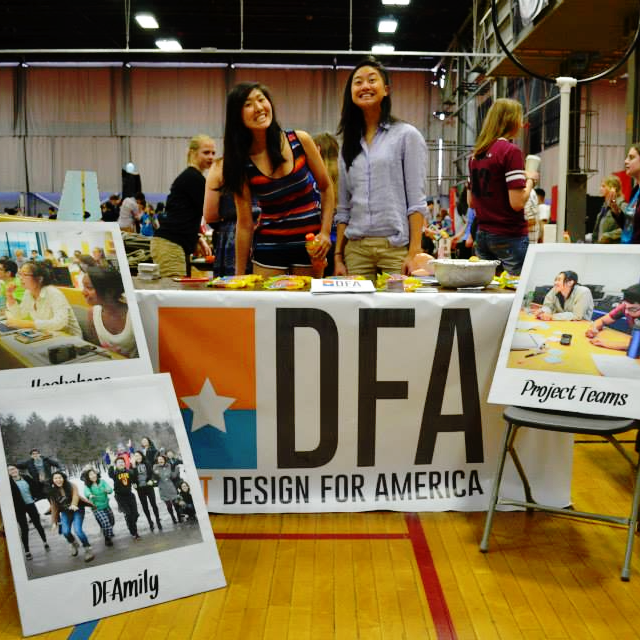 DFA
DFA
T DESIGN FOR AMERICA
Project Teams
DFAmily